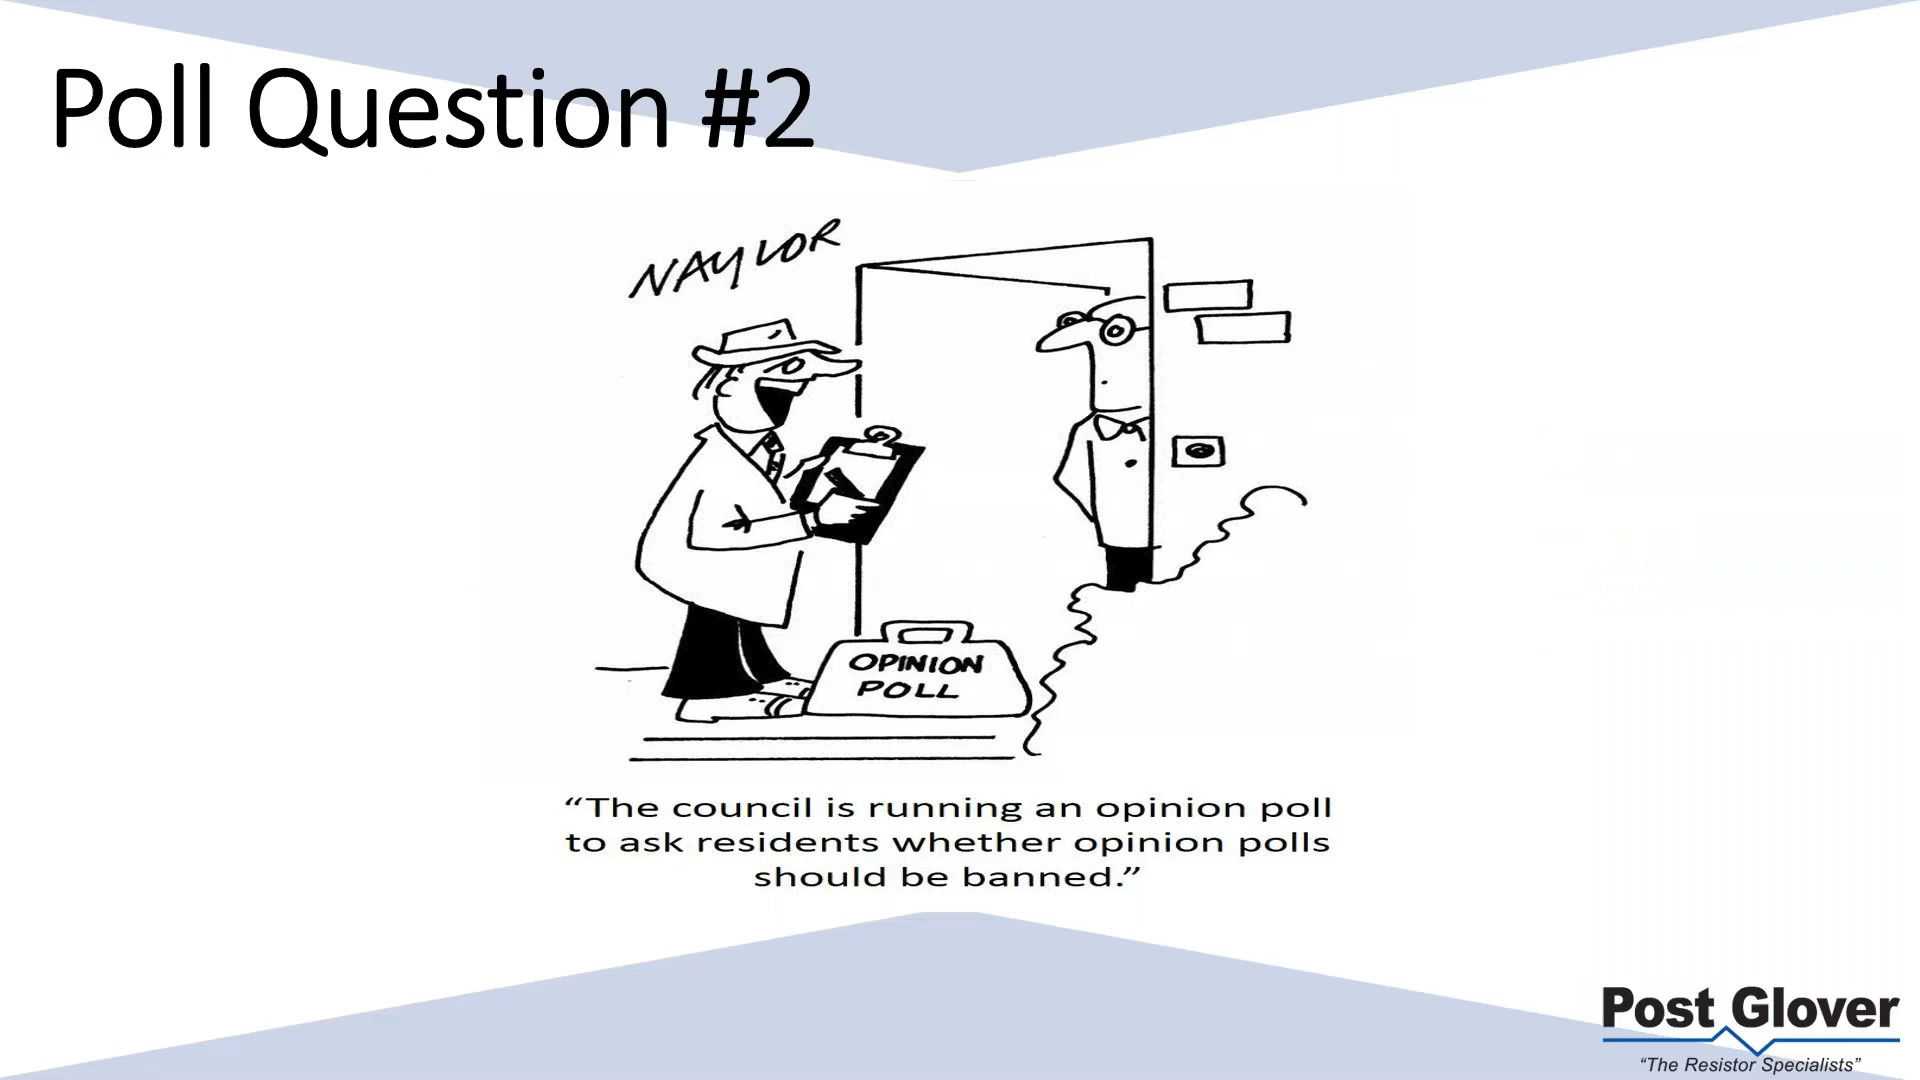 Poll Question #2
NAYLOR
OPINION
POLL
“The council is running an opinion poll
to ask residents whether opinion polls
should be banned.”
Post Glover
“The Resistor Specialists”